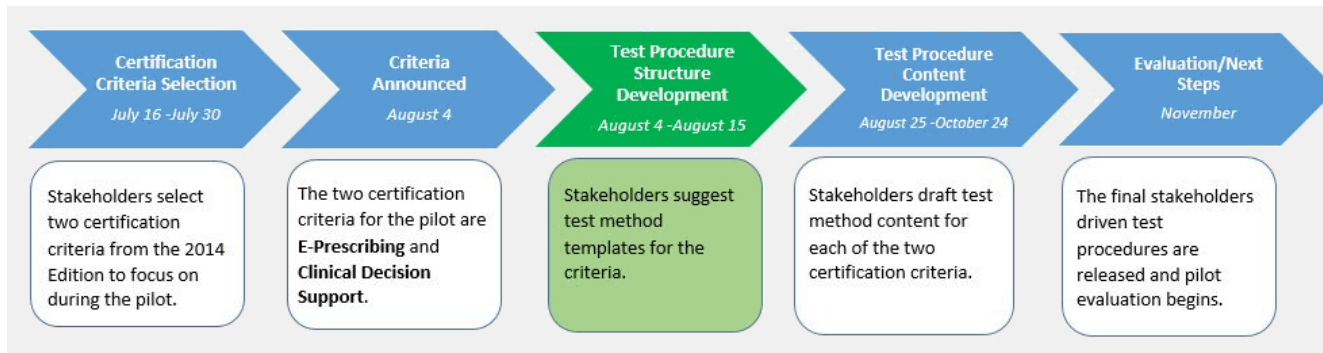 Certification
Criteria Selection
July 16 -July 30
Criteria
Announced
August 4
Test Procedure
Structure
Development
August 4 -August 15
Test Procedure
Content
Development
August 25 -October 24
Evaluation/Next
Steps
November
Stakeholders select
two certification
criteria from the 2014
Edition to focus on
during the pilot.
The two certification
criteria for the pilot are
E-Prescribing and
Clinical Decision
Support.
Stakeholders suggest
test method
templates for the
criteria.
Stakeholders draft test
method content for
each of the two
certification criteria.
The final stakeholders
driven test
procedures are
released and pilot
evaluation begins.